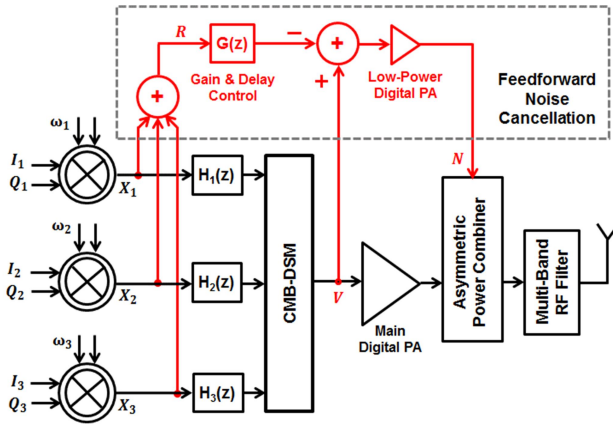 R
G(z)
−
+
+
+
Gain & Delay
Control
Low-Power
Digital PA
Feedforward
Noise
Cancellation
ω₁
I₁
Q₁
X₁
H₁(z)
N
ω₂
I₂
Q₂
X₂
H₂(z)
CMB-DSM
V
Main
Digital PA
Asymmetric
Power Combiner
Multi-Band
RF Filter
ω₃
I₃
Q₃
X₃
H₃(z)